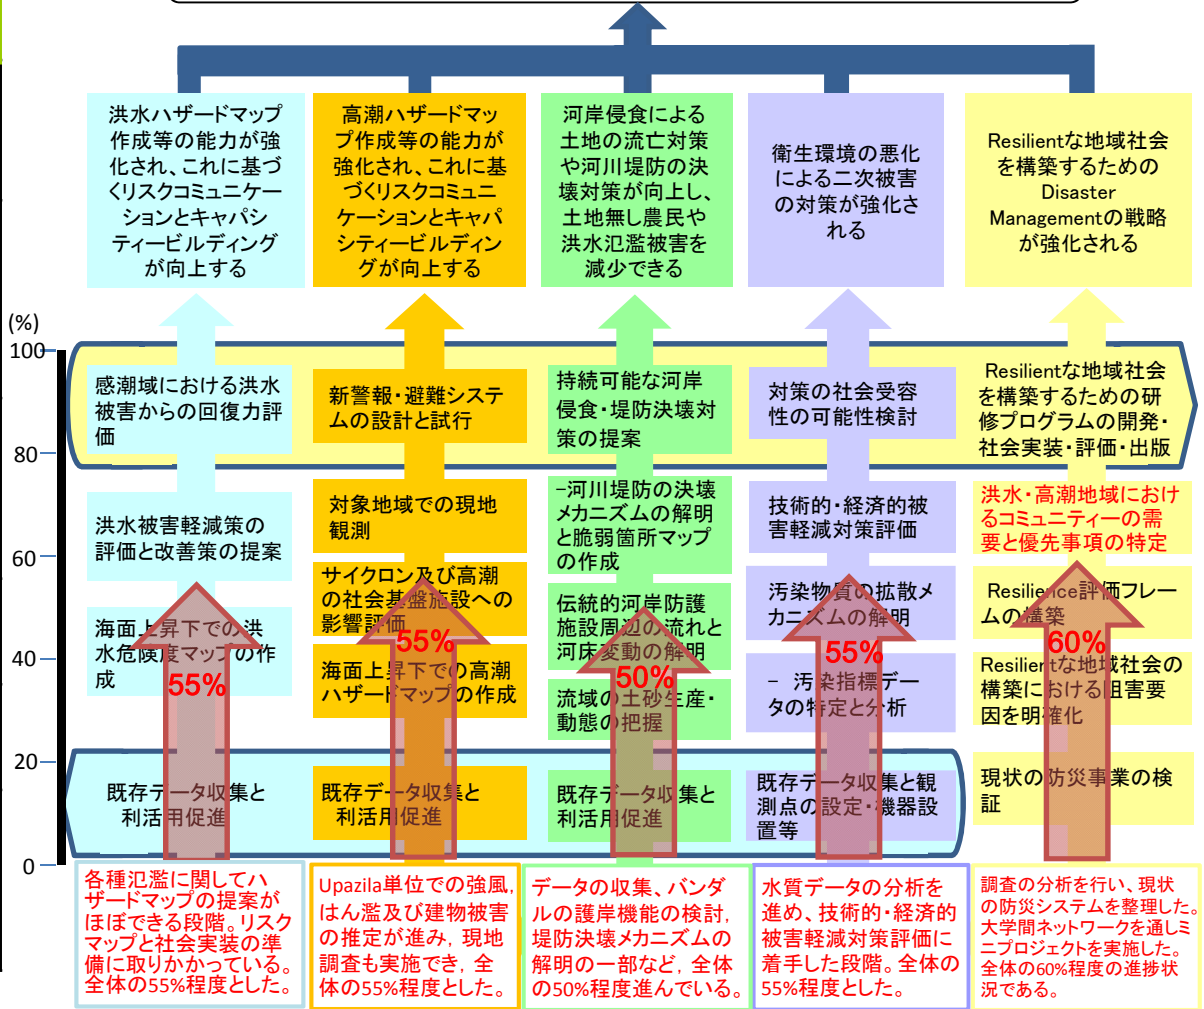 洪水ハザードマップ
作成等の能力が強
化され、これに基づ
くリスクコミュニケー
ションとキャパシ
ティービルディング
が向上する
高潮ハザードマッ
プ作成等の能力が
強化され、これに基
づくリスクコミュニ
ケーションとキャパ
シティービルディン
グが向上する
河岸侵食による
土地の流亡対策
や河川堤防の決
壊対策が向上し、
土地無し農民や
洪水氾濫被害を
減少できる
衛生環境の悪化
による二次被害
の対策が強化さ
れる
Resilientな地域社会
を構築するための
Disaster
Managementの戦略
が強化される
(%)
100
80
60
40
20
0
感潮域における洪水
被害からの回復力評
価
新警報・避難システ
ムの設計と試行
持続可能な河岸
侵食・堤防決壊対
策の提案
対策の社会受容
性の可能性検討
Resilientな地域社会
を構築するための研
修プログラムの開発・
社会実装・評価・出版
洪水被害軽減策の
評価と改善策の提案
対象地域での現地
観測
−河川堤防の決壊
メカニズムの解明
と脆弱箇所マップ
の作成
技術的・経済的被
害軽減対策評価
洪水・高潮地域におけ
るコミュニティーの需
要と優先事項の特定
海面上昇下での洪
水危険度マップの作
成
サイクロン及び高潮
の社会基盤施設への
影響評価
海面上昇下での高潮
ハザードマップの作成
伝統的河岸防護
施設周辺の流れと
河床変動の解明
流域の土砂生産・
動態の把握
汚染物質の拡散メ
カニズムの解明
− 汚染指標デー
タの特定と分析
Resilience評価フレー
ムの構築
Resilientな地域社会の
構築における阻害要
因を明確化
55%
55%
50%
55%
60%
既存データ収集と
利活用促進
既存データ収集と
利活用促進
既存データ収集と
利活用促進
既存データ収集と観
測点の設定・機器設
置等
現状の防災事業の検
証
各種氾濫に関してハ
ザードマップの提案が
ほぼできる段階。リスク
マップと社会実装の準
備に取りかかっている。
全体の55%程度とした。
Upazila単位での強風,
はん濫及び建物被害
の推定が進み, 現地
調査も実施でき, 全
体の55%程度とした。
データの収集、バンダ
ルの護岸機能の検討,
堤防決壊メカニズムの
解明の一部など, 全体
の50%程度進んでいる。
水質データの分析を
進め、技術的・経済的
被害軽減対策評価に
着手した段階。全体の
55%程度とした。
調査の分析を行い、現状
の防災システムを整理した。
大学間ネットワークを通しミ
ニプロジェクトを実施した。
全体の60%程度の進捗状
況である。